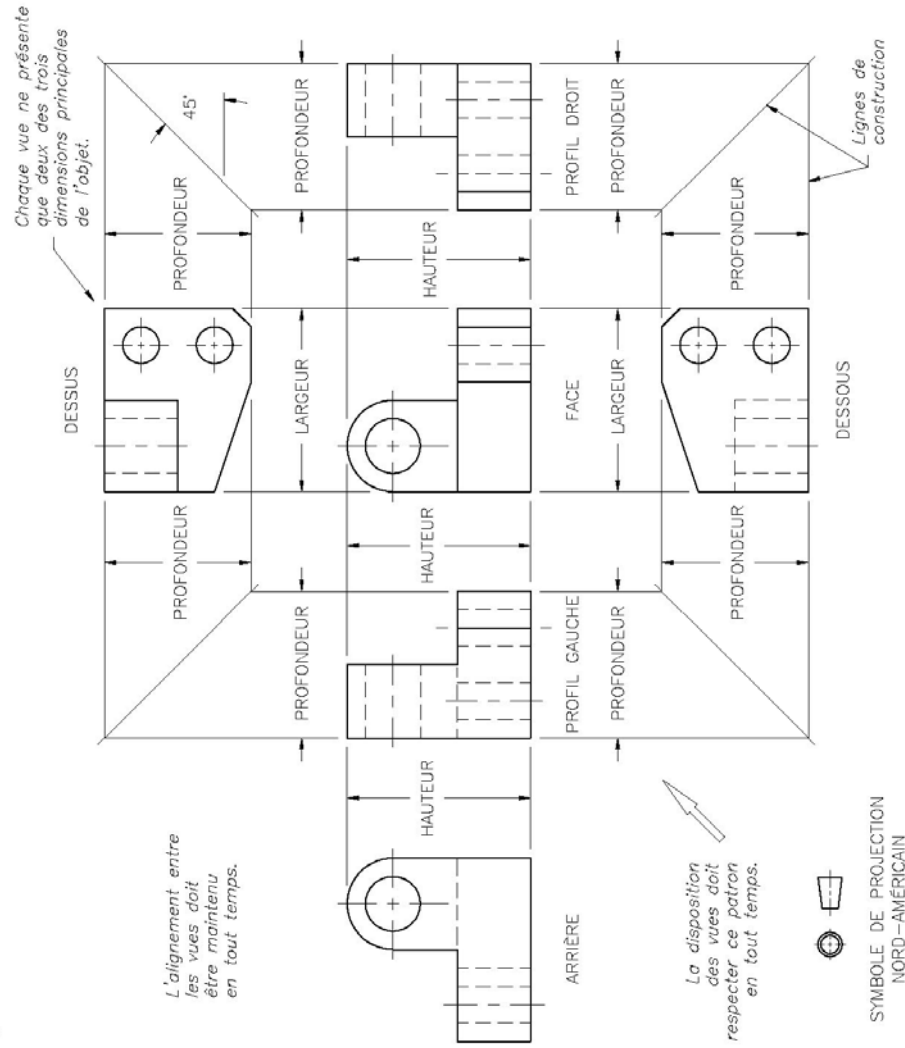 Chaque vue ne présente
que deux des trois
dimensions principales
de l'objet.
45°
DESSUS
PROFONDEUR
PROFONDEUR
LARGEUR
PROFONDEUR
PROFONDEUR
L'alignement entre
les vues doit
être maintenu
en tout temps.
HAUTEUR
HAUTEUR
HAUTEUR
ARRIÈRE
PROFIL GAUCHE
FACE
PROFIL DROIT
PROFONDEUR
LARGEUR
PROFONDEUR
PROFONDEUR
PROFONDEUR
DESSOUS
La disposition
des vues doit
respecter ce patron
en tout temps.
Lignes de
construction
SYMBOLE DE PROJECTION
NORD-AMÉRICAIN